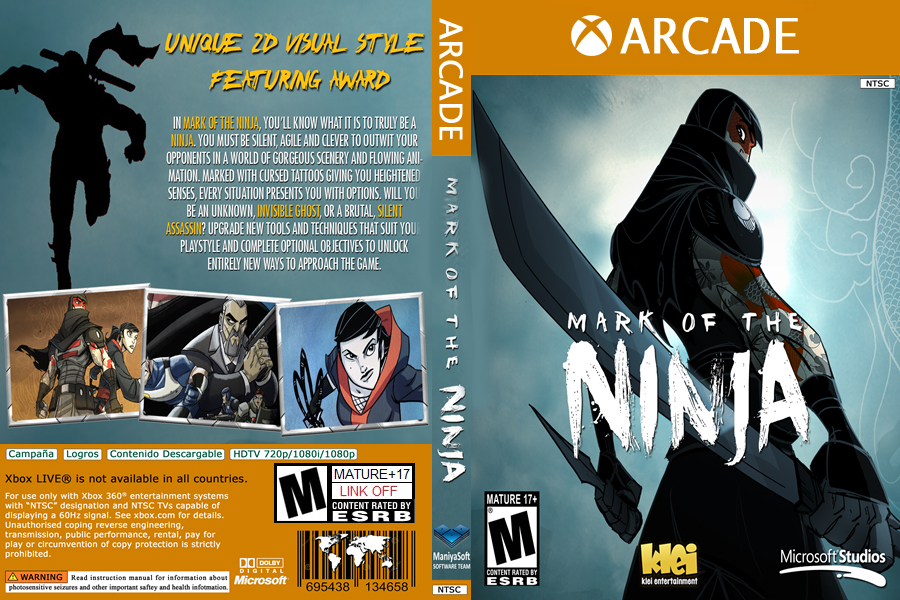 UNIQUE 2D VISUAL STYLE
FEATURING AWARD
IN MARK OF THE NINJA, YOU'LL KNOW WHAT IT IS TO TRULY BE A
NINJA. YOU MUST BE SILENT, AGILE AND CLEVER TO OUTWIT YOUR
OPPONENTS IN A WORLD OF GORGEOUS SCENERY AND FLOWING ANI-
MATION. MARKED WITH CURSED TATTOOS GIVING YOU HEIGHTENED
SENSES, EVERY SITUATION PRESENTS YOU WITH OPTIONS. WILL YOU
BE AN UNKNOWN, INVISIBLE GHOST, OR A BRUTAL, SILENT
ASSASSIN? UPGRADE NEW TOOLS AND TECHNIQUES THAT SUIT YOU
PLAYSTYLE AND COMPLETE OPTIONAL OBJECTIVES TO UNLOCK
ENTIRELY NEW WAYS TO APPROACH THE GAME.
Campaña Logros Contenido Descargable HDTV 720p/1080i/1080p
Xbox LIVE® is not available in all countries.
For use only with Xbox 360® entertainment systems
with "NTSC" designation and NTSC TVs capable of
displaying a 60Hz signal. See xbox.com for details.
Unauthorised coping reverse engineering,
transmission, public performance, rental, pay for
play or circumvention of copy protection is strictly
prohibited.
WARNING Read instruction manual for information about
photosensitive seizures and other important saftey and health infotmation.
DOLBY
DIGITAL
Microsoft®
M
MATURE+17
LINK OFF
CONTENT RATED BY
ESRB
695438 134658
ARCADE
MARK OF THE NINJA
ManiyaSoft
SOFTWARE TEAM
NTSC
ARCADE
NTSC
MARK OF THE
NINJA
MATURE 17+
M
®
CONTENT RATED BY
ESRB
klei
klei entertainment
Microsoft®Studios